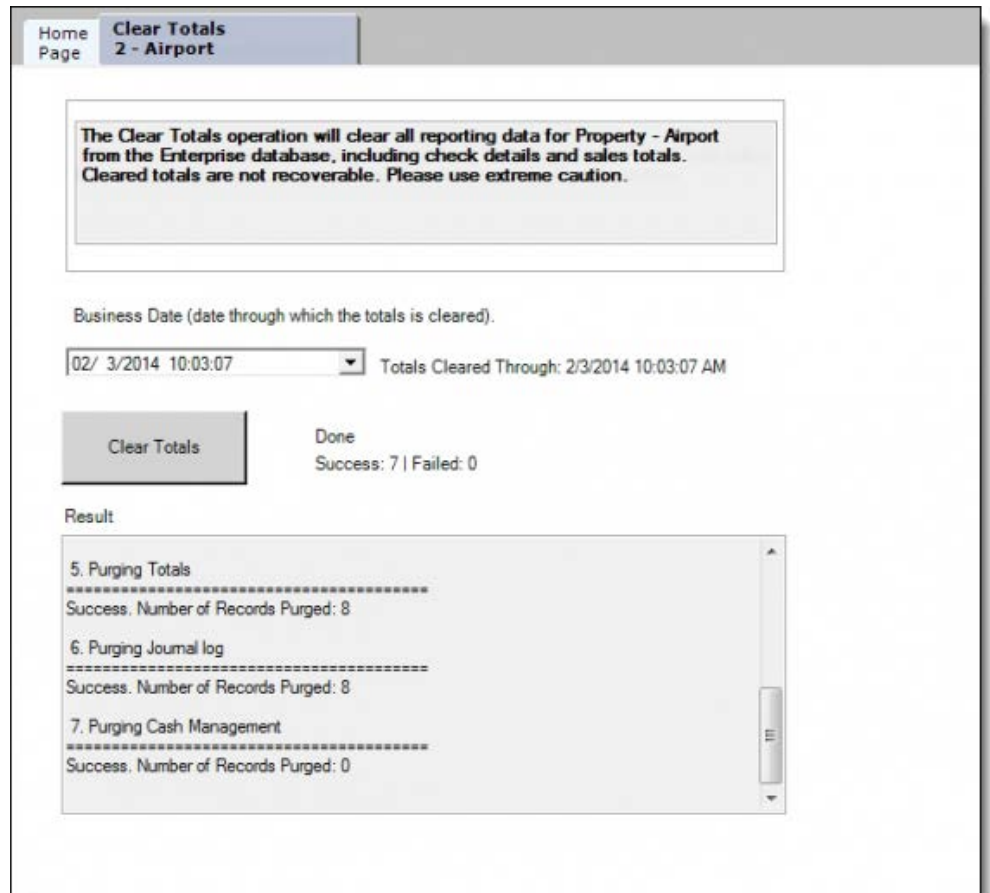 Home
Page
Clear Totals
2 - Airport
The Clear Totals operation will clear all reporting data for Property - Airport
from the Enterprise database, including check details and sales totals.
Cleared totals are not recoverable. Please use extreme caution.
Business Date (date through which the totals is cleared).
02/ 3/2014 10:03:07
Totals Cleared Through: 2/3/2014 10:03:07 AM
Clear Totals
Done
Success: 7 | Failed: 0
Result
5. Purging Totals
========================================
Success. Number of Records Purged: 8
6. Purging Journal log
========================================
Success. Number of Records Purged: 8
7. Purging Cash Management
========================================
Success. Number of Records Purged: 0